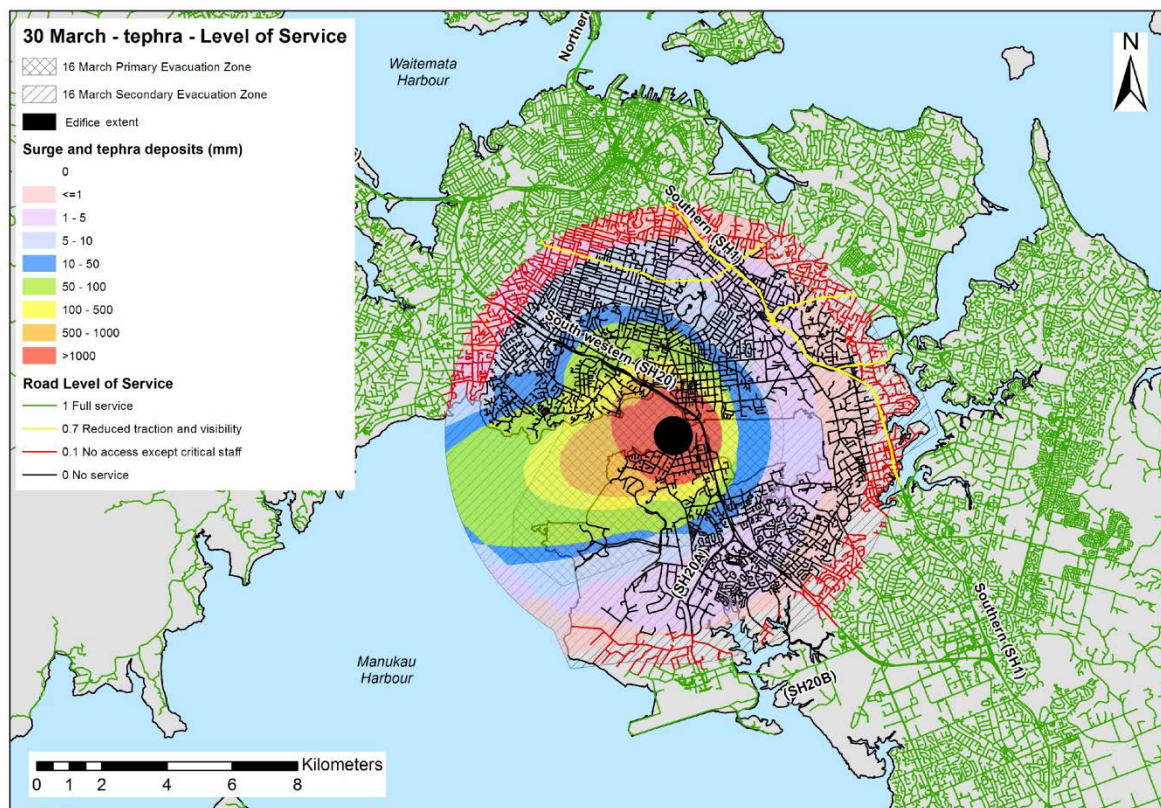 30 March - tephra - Level of Service
16 March Primary Evacuation Zone
16 March Secondary Evacuation Zone
Edifice extent
Surge and tephra deposits (mm)
0
<=1
1 - 5
5 - 10
10 - 50
50 - 100
100 - 500
500 - 1000
>1000
Road Level of Service
1 Full service
0.7 Reduced traction and visibility
0.1 No access except critical staff
0 No service
Northern
Waitemata
Harbour
N
Southern (SH1)
South-western (SH20)
(SH20A)
Southern (SH1)
(SH20B)
Manukau
Harbour
Kilometers
0 1 2 4 6 8